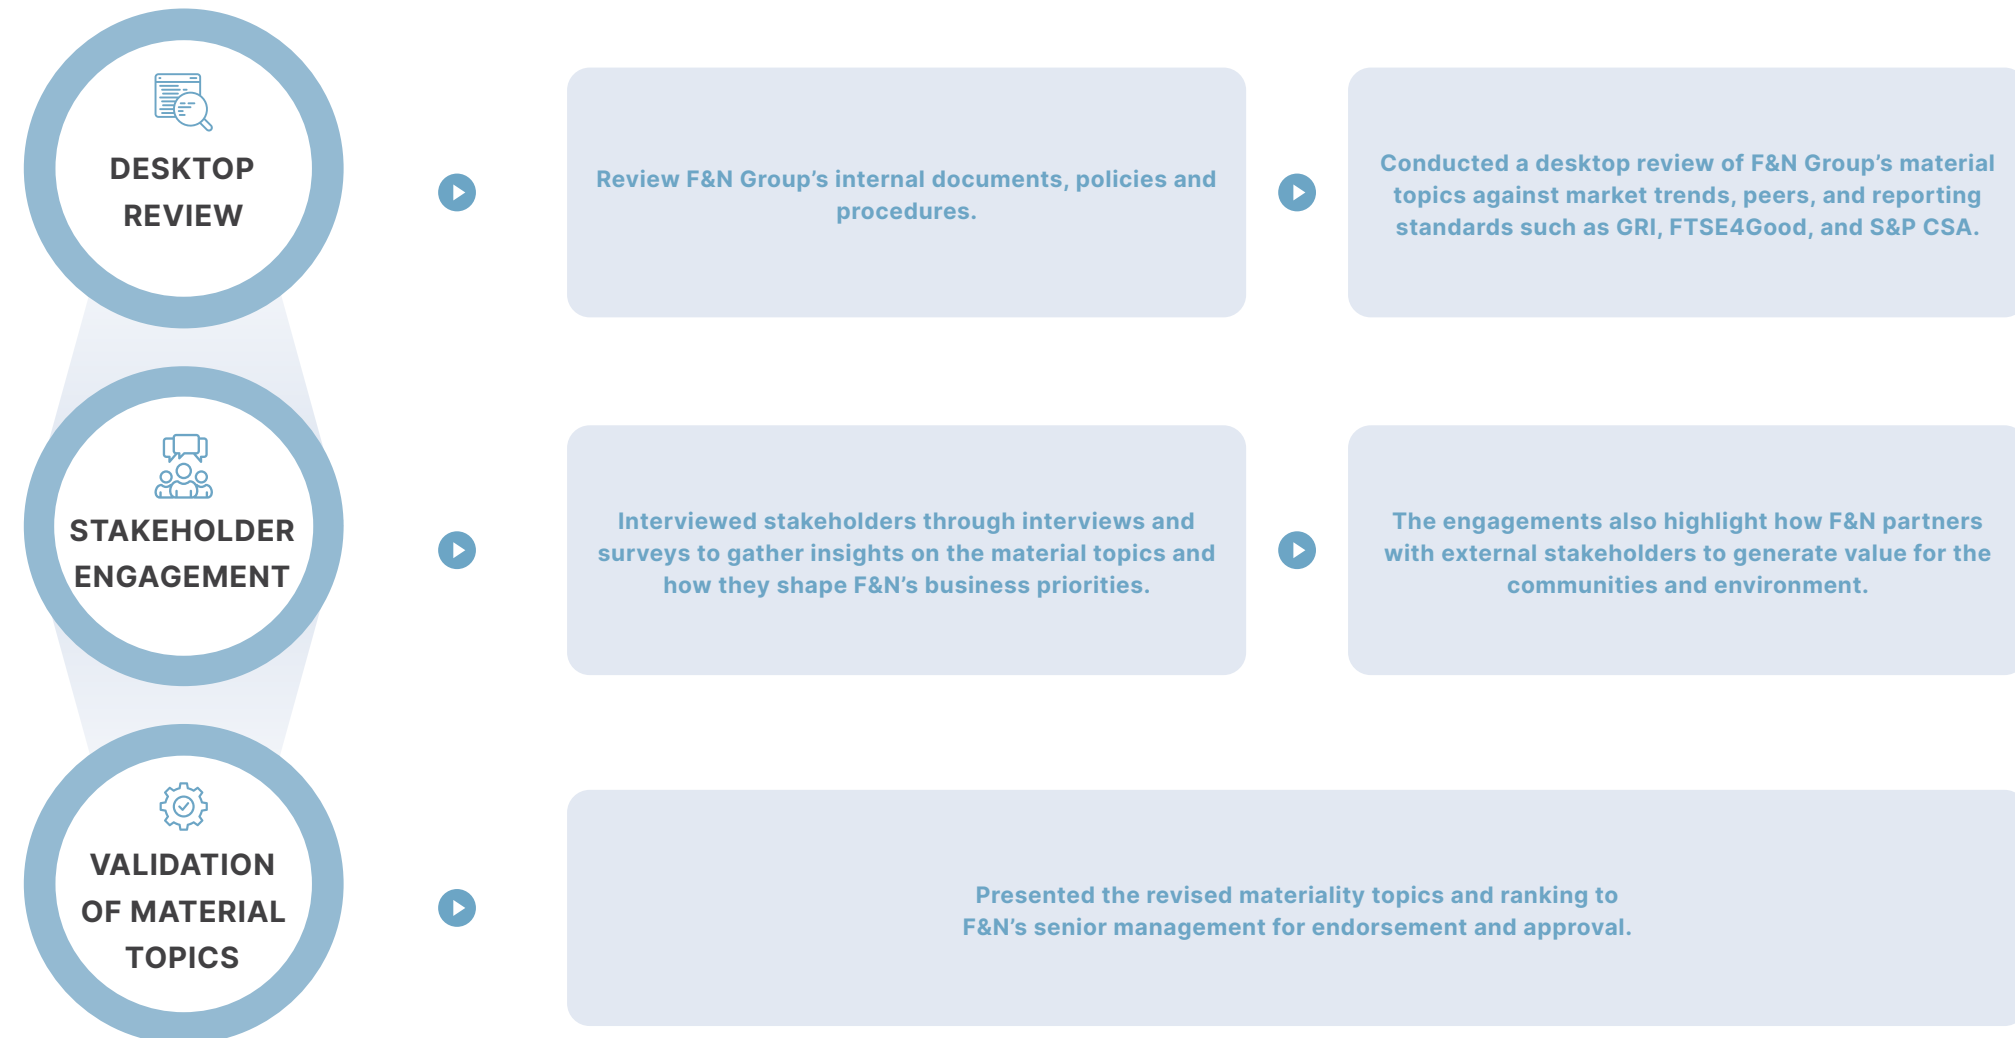 DESKTOP
REVIEW
Review F&N Group’s internal documents, policies and
procedures.
Conducted a desktop review of F&N Group’s material
topics against market trends, peers, and reporting
standards such as GRI, FTSE4Good, and S&P CSA.
STAKEHOLDER
ENGAGEMENT
Interviewed stakeholders through interviews and
surveys to gather insights on the material topics and
how they shape F&N’s business priorities.
The engagements also highlight how F&N partners
with external stakeholders to generate value for the
communities and environment.
VALIDATION
OF MATERIAL
TOPICS
Presented the revised materiality topics and ranking to
F&N’s senior management for endorsement and approval.